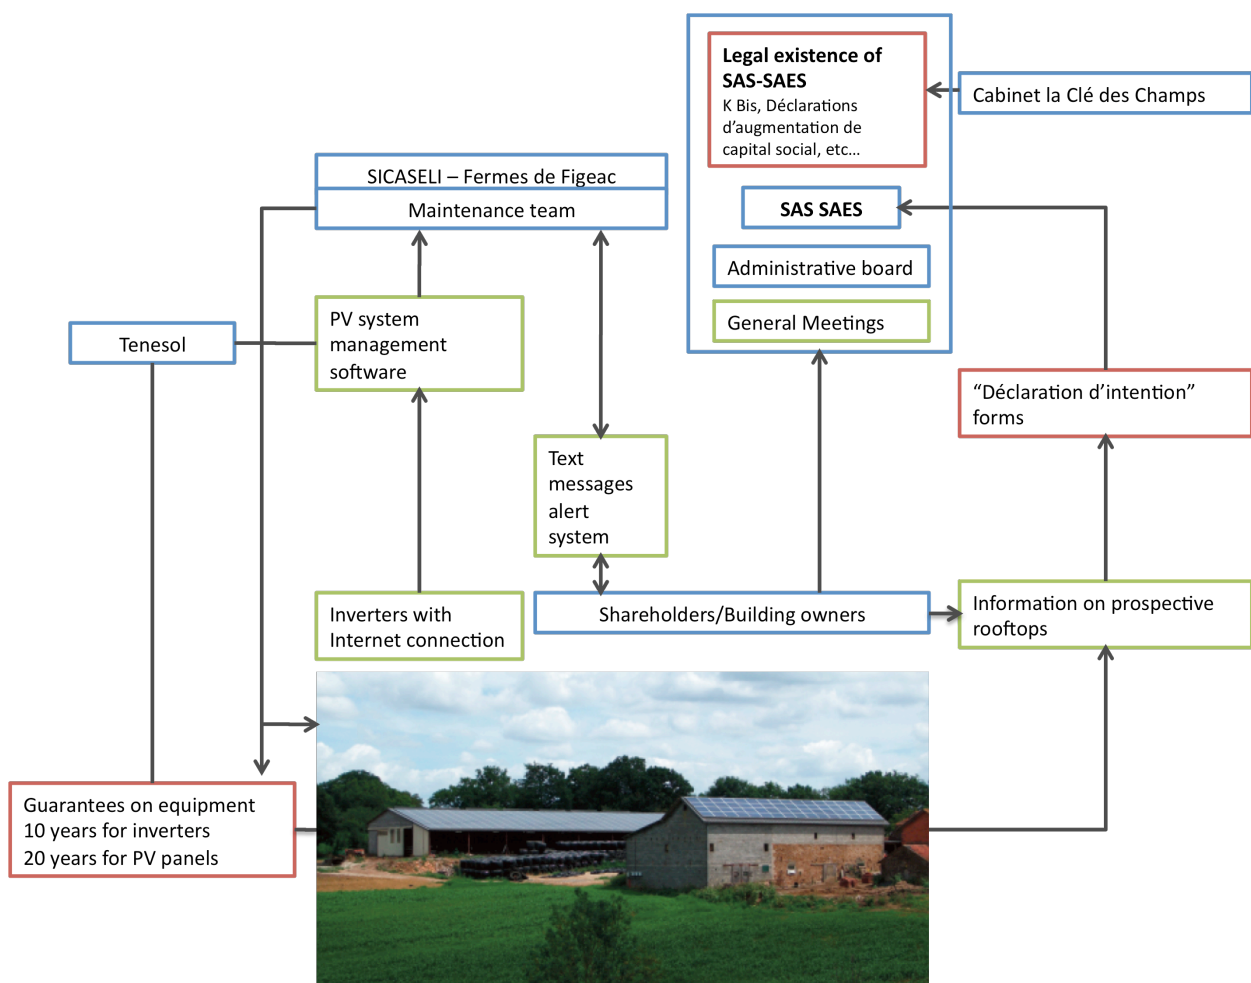 Legal existence of
SAS-SAES
K Bis, Déclarations
d’augmentation de
capital social, etc…
Cabinet la Clé des Champs
SICASELI – Fermes de Figeac
Maintenance team
SAS SAES
Administrative board
General Meetings
PV system
management
software
Tenesol
“Déclaration d’intention”
forms
Text
messages
alert
system
Inverters with
Internet connection
Shareholders/Building owners
Information on prospective
rooftops
Guarantees on equipment
10 years for inverters
20 years for PV panels